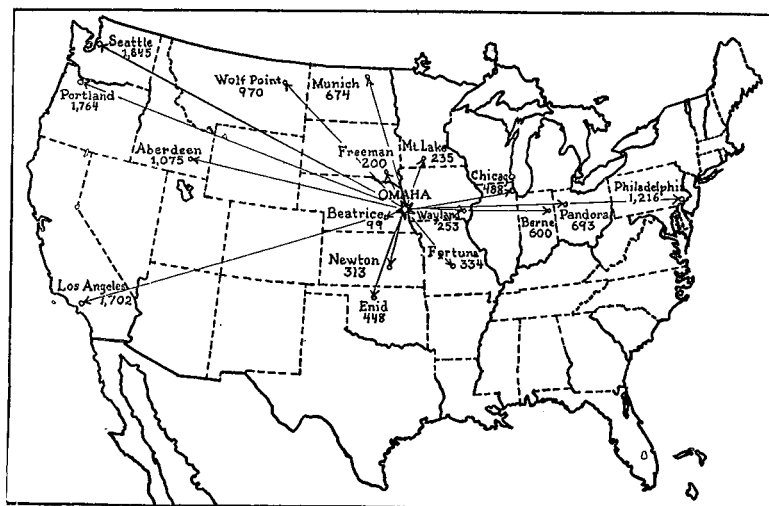 Seattle
1,845
Wolf Point
970
Munich
674
Portland
1,764
Aberdeen
1,075
Freeman
200
Mt Lake
235
Chicago
488
OMAHA
Philadelphia
1,216
Beatrice
99
Wayland
253
Berne
600
Pandora
693
Newton
313
Fortuna
334
Los Angeles
1,702
Enid
448